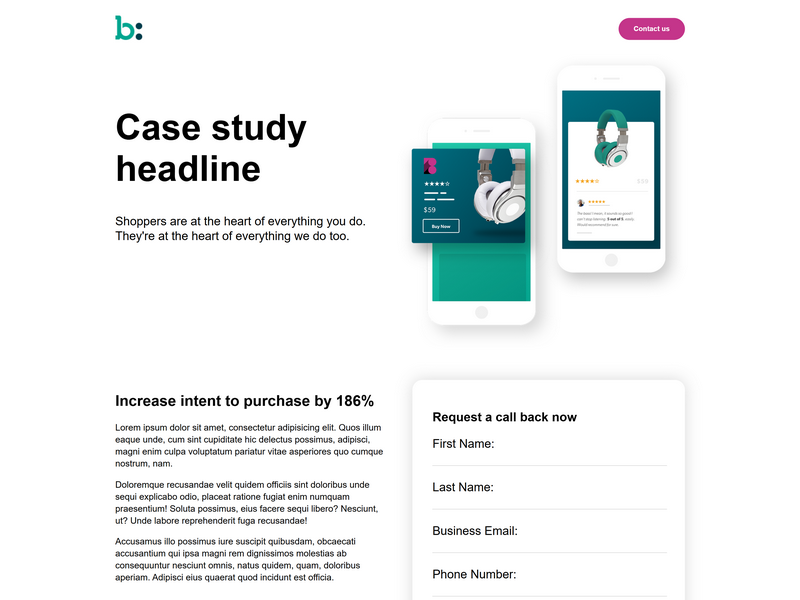 b:
Contact us
Case study
headline
Shoppers are at the heart of everything you do.
They're at the heart of everything we do too.
$59
Buy Now
Increase intent to purchase by 186%
Lorem ipsum dolor sit amet, consectetur adipisicing elit. Quos illum
eaque unde, cum sint cupiditate hic delectus possimus, adipisci,
magni enim culpa voluptatum pariatur vitae asperiores quo cumque
nostrum, nam.
Doloremque recusandae velit quidem officiis sint doloribus unde
sequi explicabo odio, placeat ratione fugiat enim numquam
praesentium! Soluta possimus, eius facere sequi libero? Nesciunt,
ut? Unde labore reprehenderit fuga recusandae!
Accusamus illo possimus iure suscipit quibusdam, obcaecati
accusantium qui ipsa magni rem dignissimos molestias ab
consequuntur nesciunt omnis, natus quidem, quam, doloribus
aperiam. Adipisci eius quaerat quod incidunt est officia.
Request a call back now
First Name:
Last Name:
Business Email:
Phone Number: